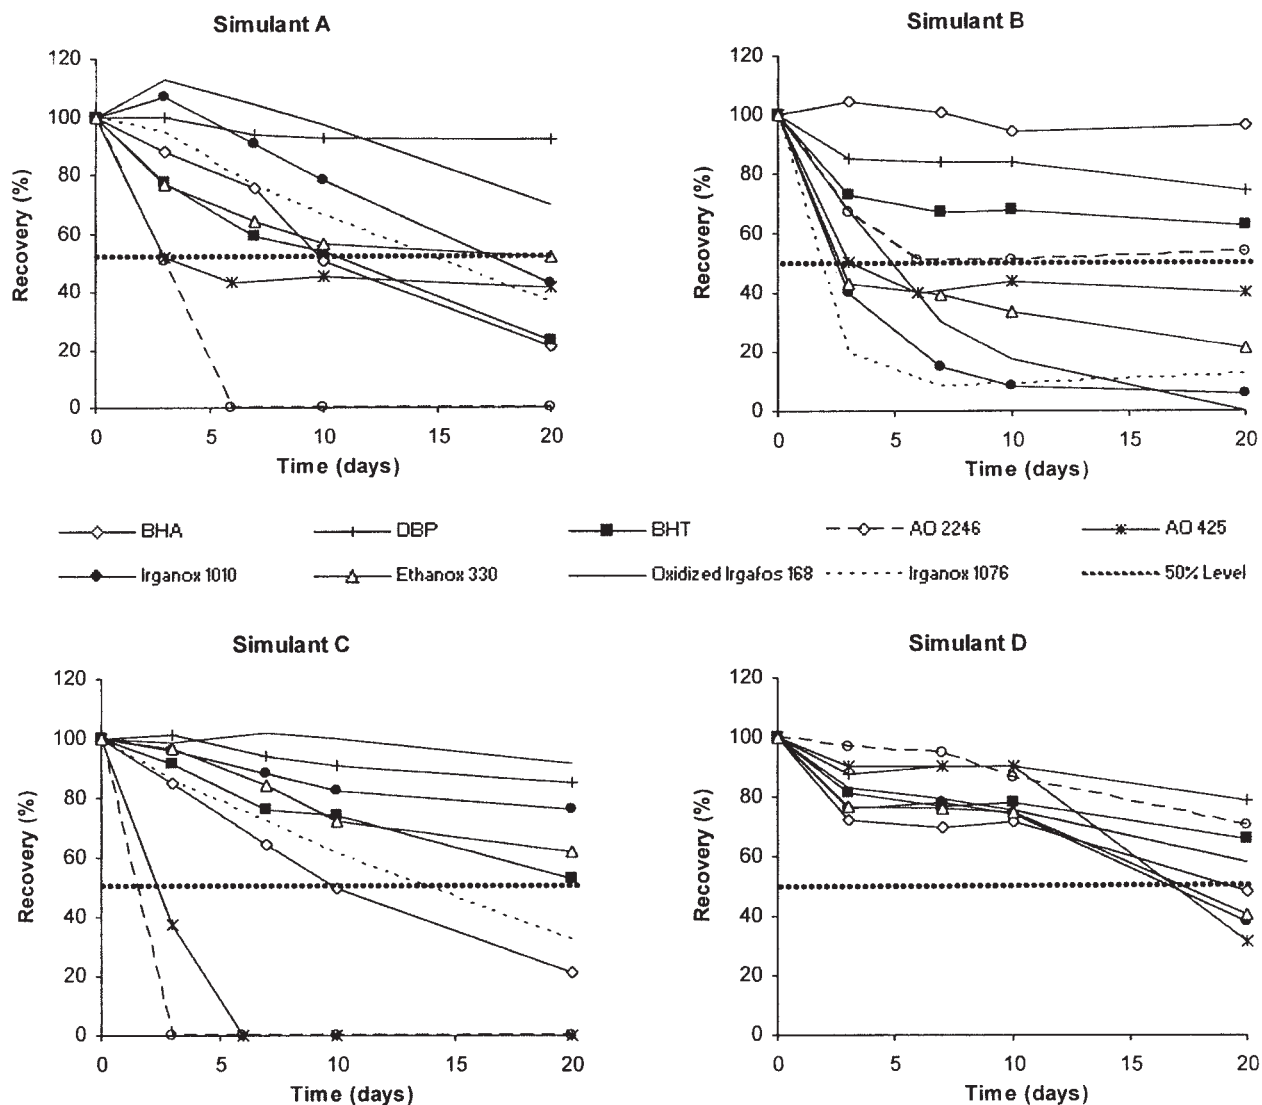 Simulant A
120
100
80
60
40
20
0
Recovery (%)
0 5 10 15 20
Time (days)
Simulant B
120
100
80
60
40
20
0
Recovery (%)
0 5 10 15 20
Time (days)
BHA DBP BHT AO 2246 AO 425
Irganox 1010 Ethanox 330 Oxidized Irgafos 168 Irganox 1076 50% Level
Simulant C
120
100
80
60
40
20
0
Recovery (%)
0 5 10 15 20
Time (days)
Simulant D
120
100
80
60
40
20
0
Recovery (%)
0 5 10 15 20
Time (days)